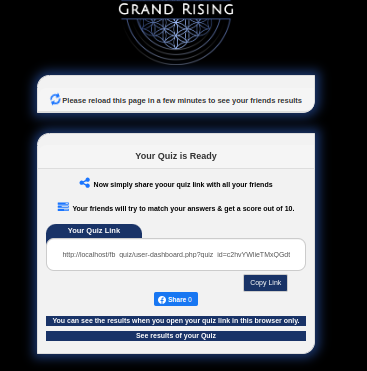 GRAND RISING
Please reload this page in a few minutes to see your friends results
Your Quiz is Ready
Now simply share yoour quiz link with all your friends
Your friends will try to match your answers & get a score out of 10.
Your Quiz Link
http://localhost/fb_quiz/user-dashboard.php?quiz_id=c2hvYWlieTMxQGdt
Copy Link
Share 0
You can see the results when you open your quiz link in this browser only.
See results of your Quiz